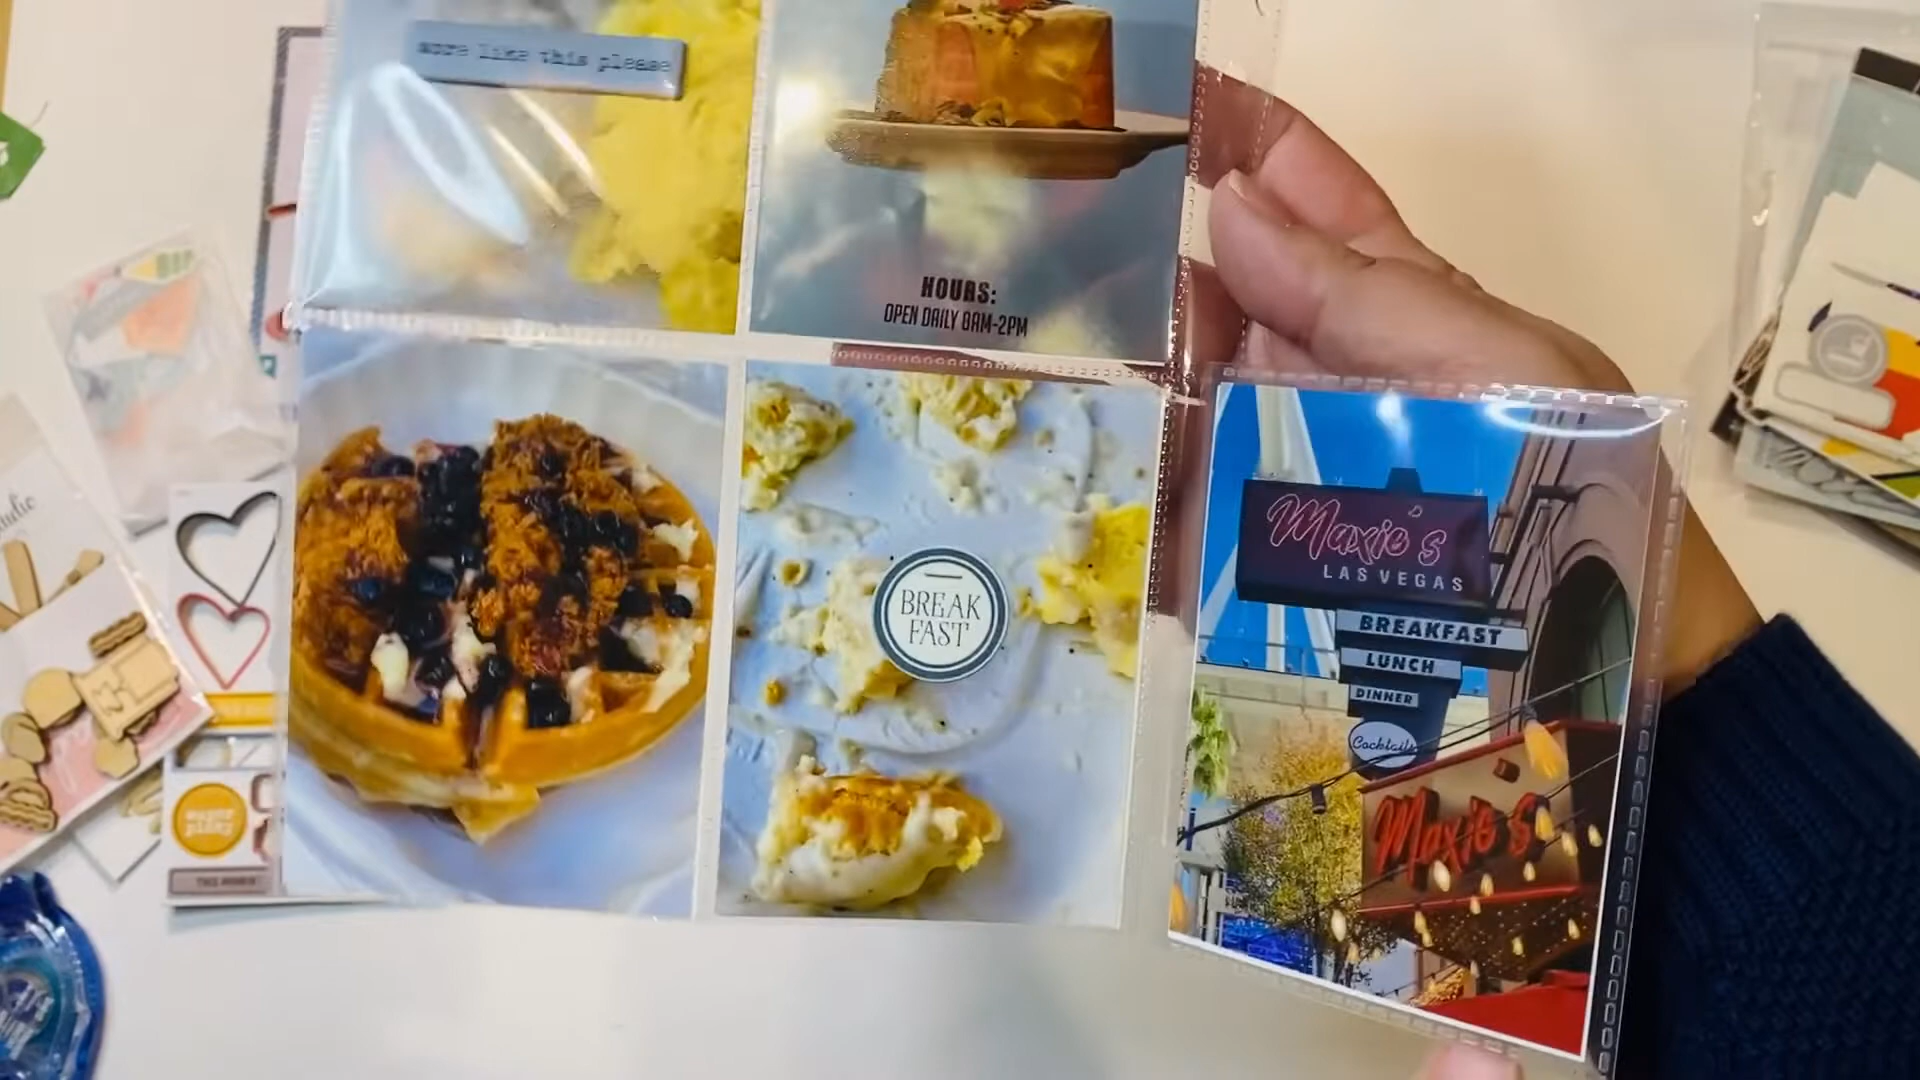 more like this please
HOURS:
OPEN DAILY 8AM-2PM
BREAK
FAST
Maxie's
LAS VEGAS
BREAKFAST
LUNCH
DINNER
Cocktails
Maxie's